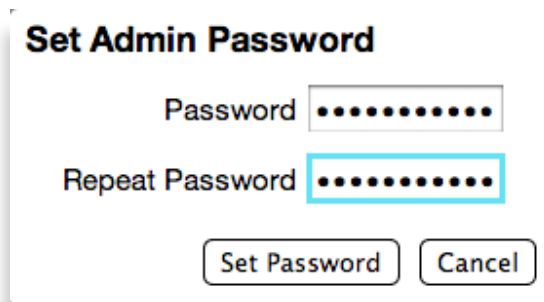 Set Admin Password
Password •••••••••••
Repeat Password •••••••••••
Set Password Cancel